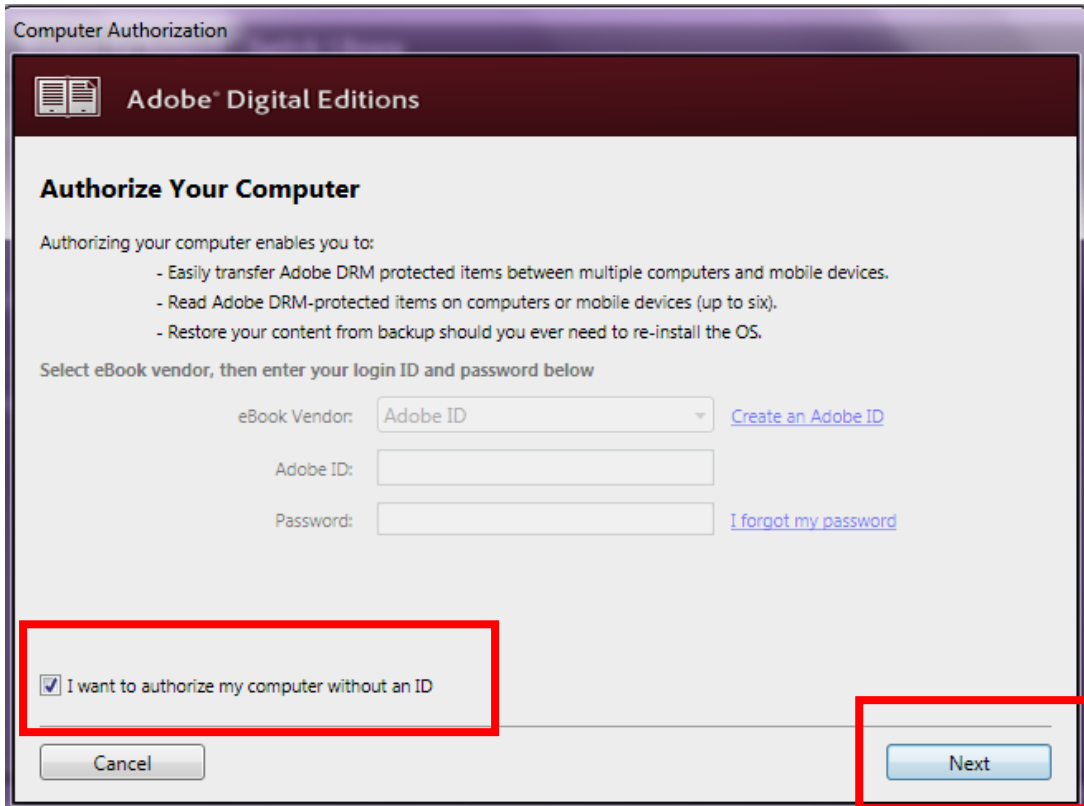 Computer Authorization
Adobe® Digital Editions
Authorize Your Computer
Authorizing your computer enables you to:
- Easily transfer Adobe DRM protected items between multiple computers and mobile devices.
- Read Adobe DRM-protected items on computers or mobile devices (up to six).
- Restore your content from backup should you ever need to re-install the OS.
Select eBook vendor, then enter your login ID and password below
eBook Vendor: Adobe ID Create an Adobe ID
Adobe ID:
Password: I forgot my password
I want to authorize my computer without an ID
Cancel Next